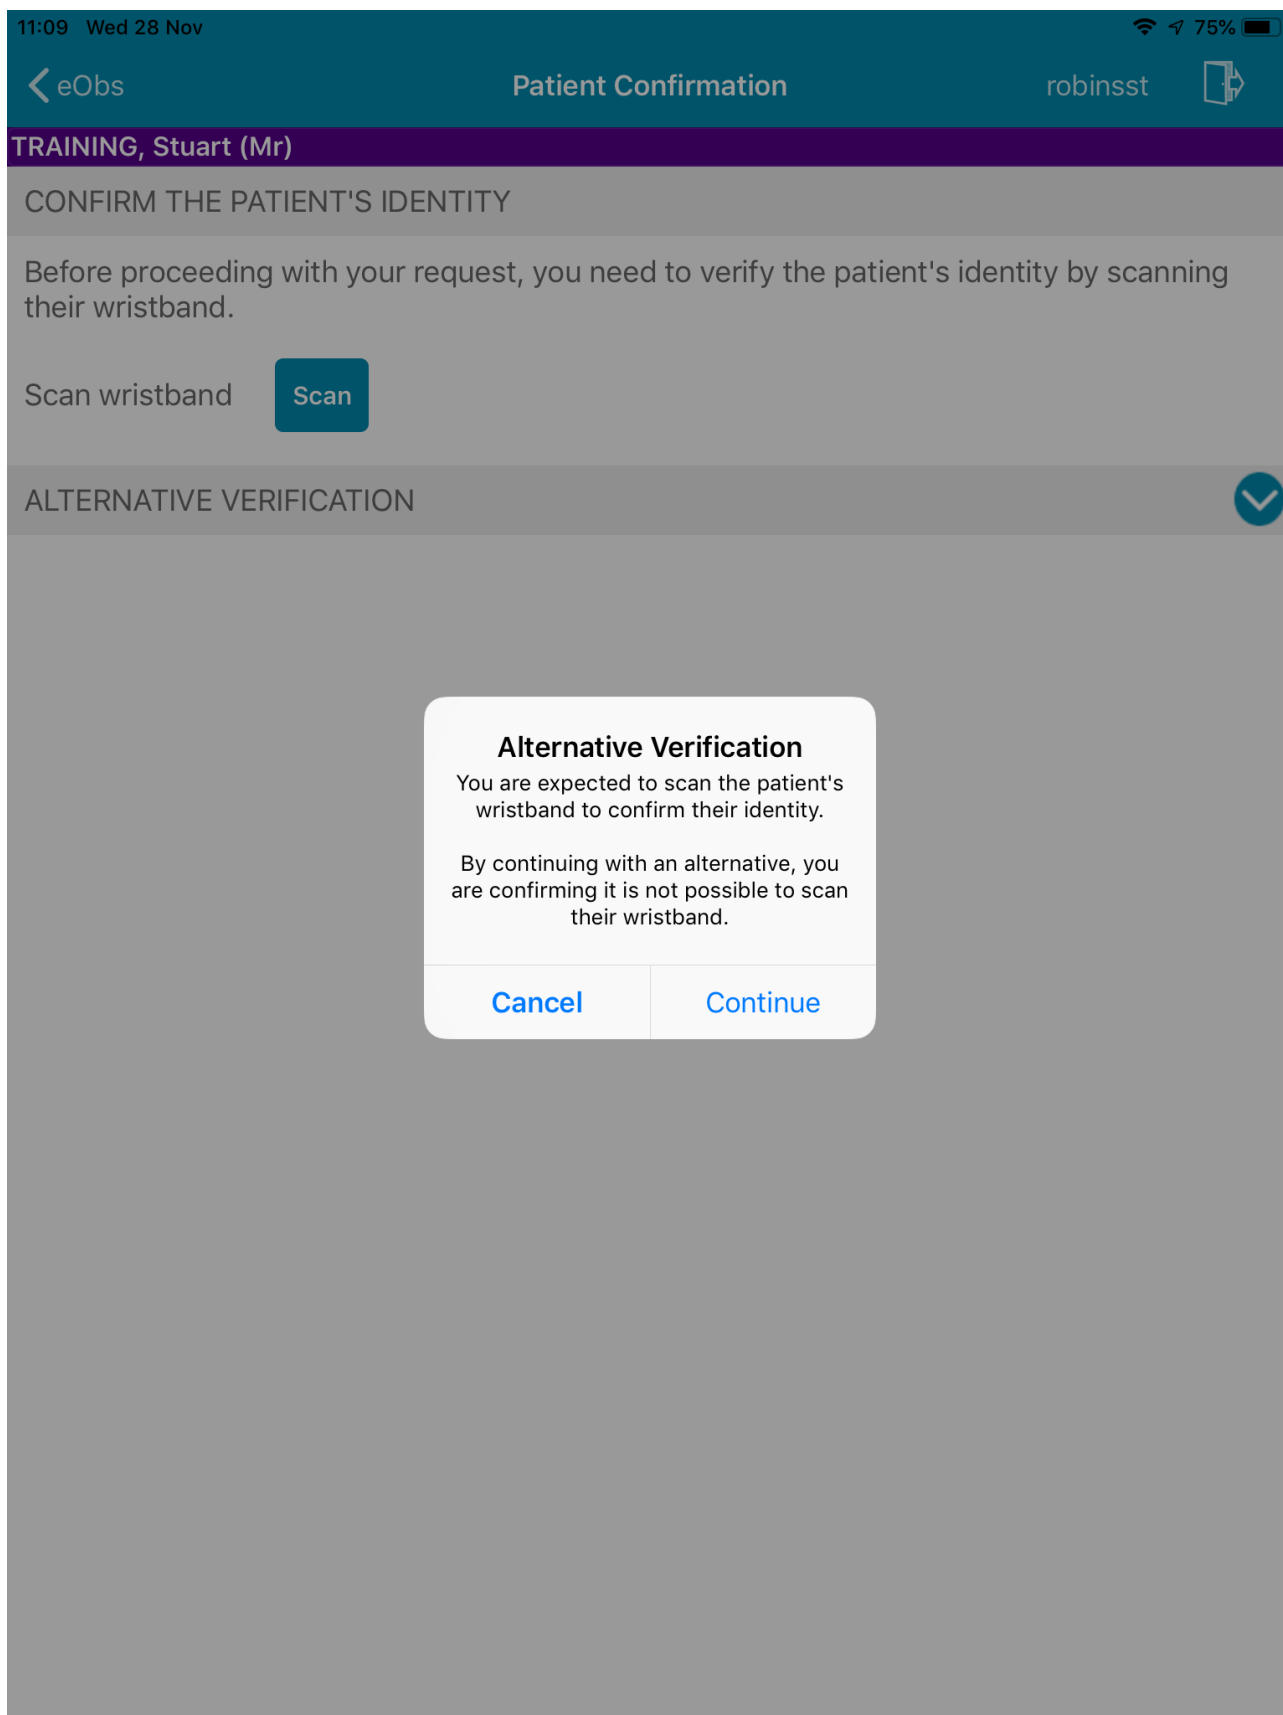 11:09 Wed 28 Nov 75%
eObs Patient Confirmation robinsst
TRAINING, Stuart (Mr)
CONFIRM THE PATIENT'S IDENTITY
Before proceeding with your request, you need to verify the patient's identity by scanning
their wristband.
Scan wristband Scan
ALTERNATIVE VERIFICATION
Alternative Verification
You are expected to scan the patient's
wristband to confirm their identity.
By continuing with an alternative, you
are confirming it is not possible to scan
their wristband.
Cancel Continue